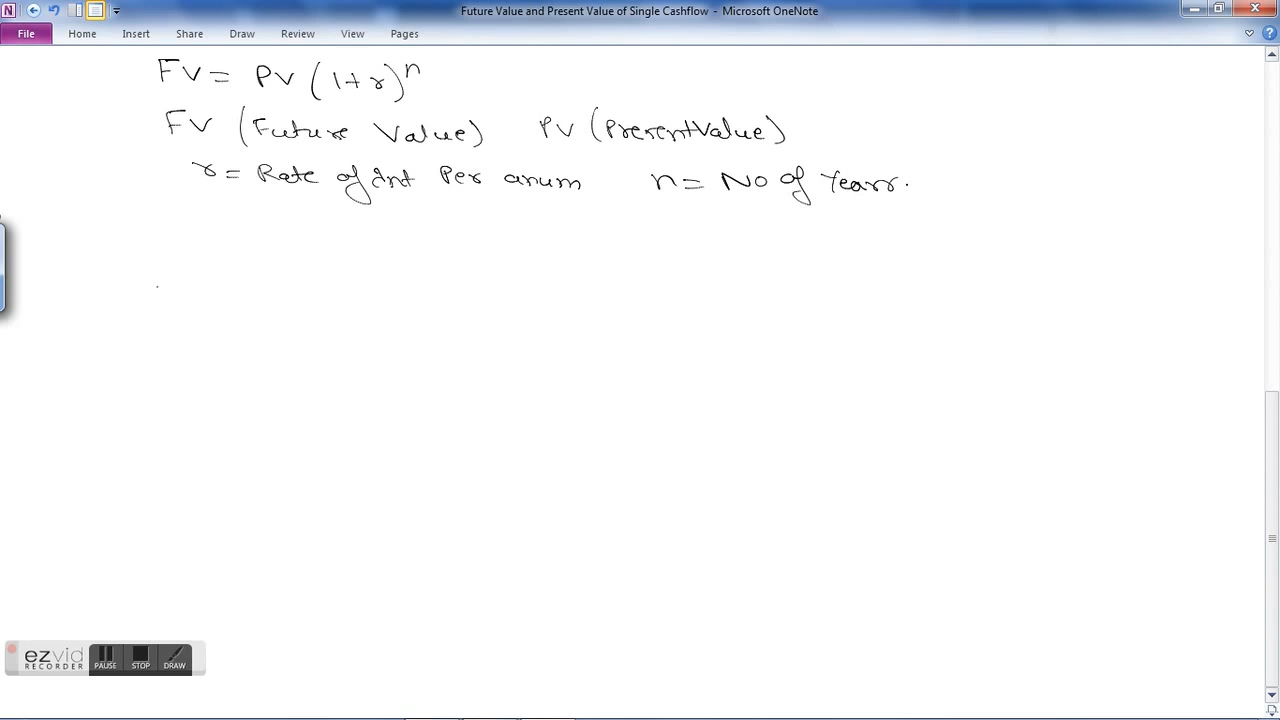 Future Value and Present Value of Single Cashflow - Microsoft OneNote
File Home Insert Share Draw Review View Pages
FV = PV (1+r)^n
FV (Future Value) PV (Present Value)
r = Rate of Int Per anum n = No of Years.
ezvid
RECORDER
PAUSE STOP DRAW